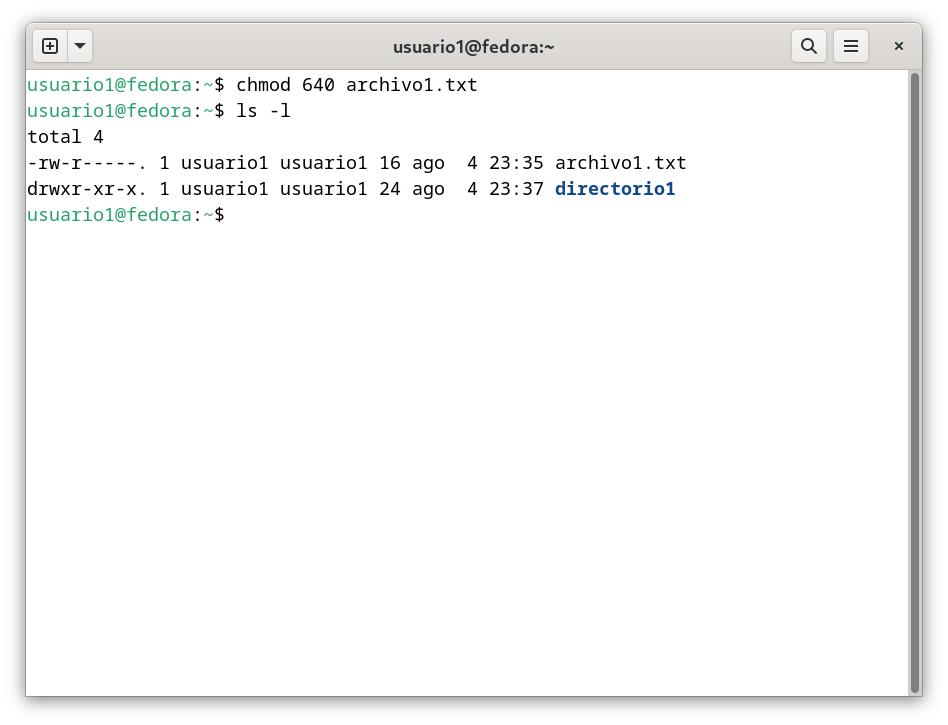 usuario1@fedora:~
usuario1@fedora:~$ chmod 640 archivo1.txt
usuario1@fedora:~$ ls -l
total 4
-rw-r-----. 1 usuario1 usuario1 16 ago  4 23:35 archivo1.txt
drwxr-xr-x. 1 usuario1 usuario1 24 ago  4 23:37 directorio1
usuario1@fedora:~$